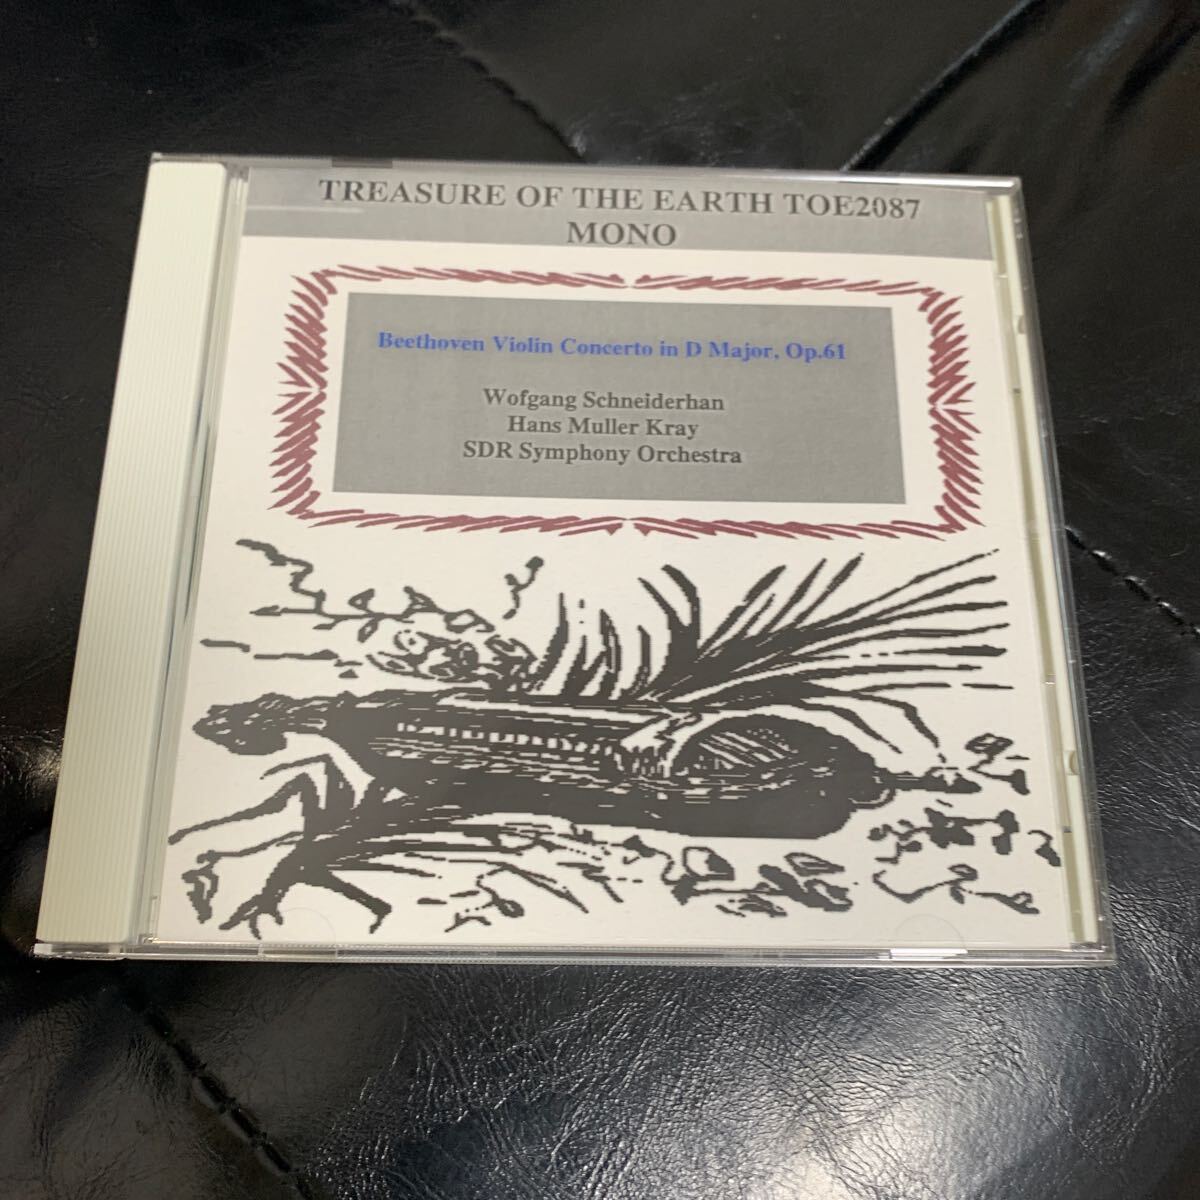 TREASURE OF THE EARTH TOE2087
MONO
Beethoven Violin Concerto in D Major, Op.61
Wofgang Schneiderhan
Hans Muller Kray
SDR Symphony Orchestra